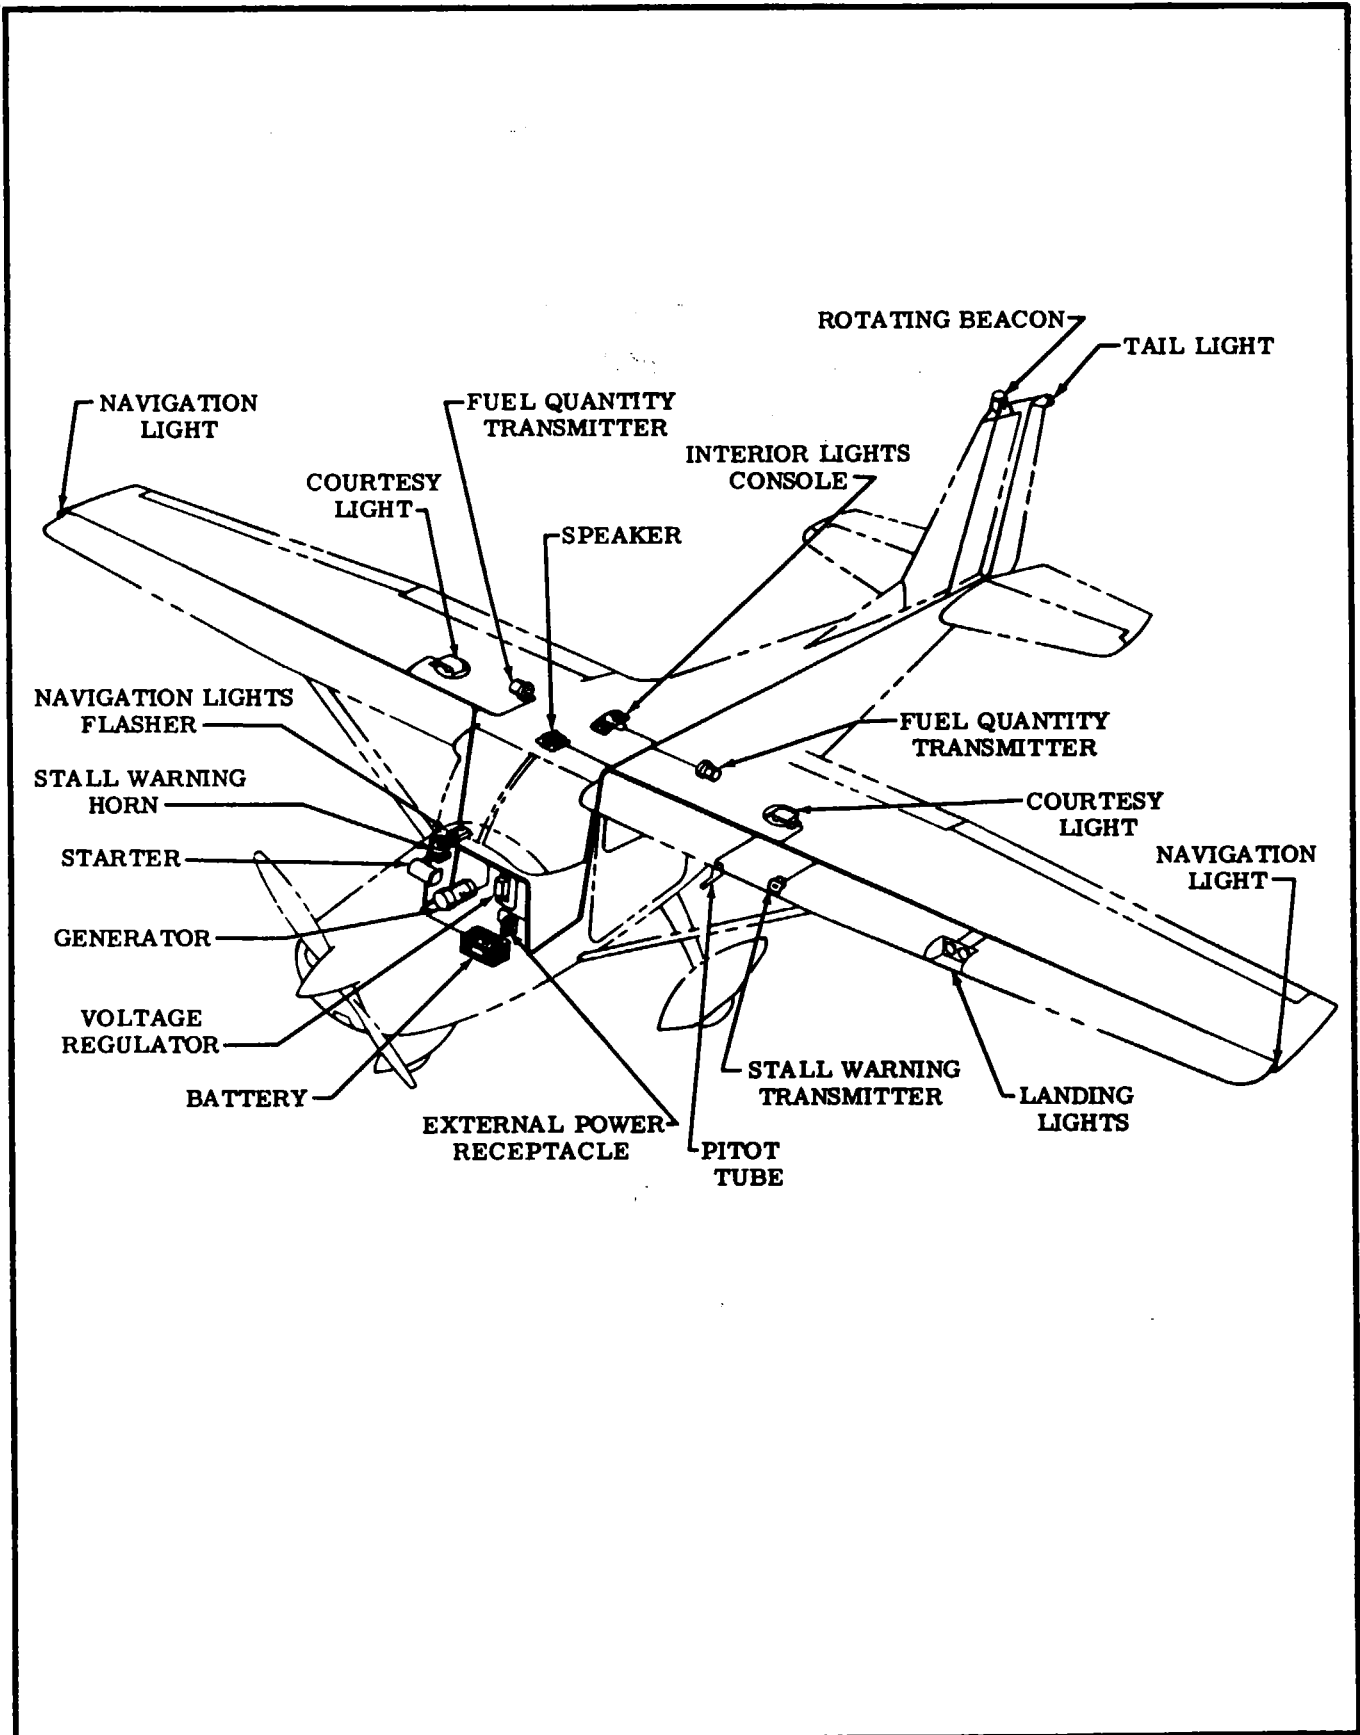 ROTATING BEACON
TAIL LIGHT
NAVIGATION
LIGHT
FUEL QUANTITY
TRANSMITTER
INTERIOR LIGHTS
CONSOLE
COURTESY
LIGHT
SPEAKER
NAVIGATION LIGHTS
FLASHER
FUEL QUANTITY
TRANSMITTER
STALL WARNING
HORN
COURTESY
LIGHT
STARTER
NAVIGATION
LIGHT
GENERATOR
VOLTAGE
REGULATOR
STALL WARNING
TRANSMITTER
BATTERY
LANDING
LIGHTS
EXTERNAL POWER
RECEPTACLE
PITOT
TUBE